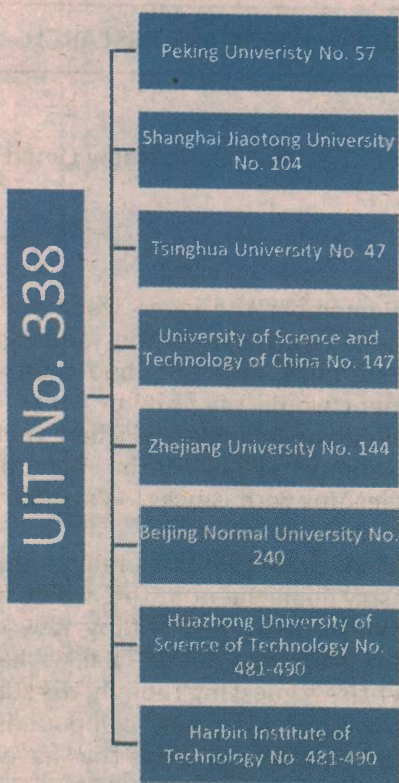 UiT No. 338
Peking Univeristy No. 57
Shanghai Jiaotong University
No. 104
Tsinghua University No. 47
University of Science and
Technology of China No. 147
Zhejiang University No. 144
Beijing Normal University No.
240
Huazhong University of
Science of Technology No.
481-490
Harbin Institute of
Technology No. 481-490